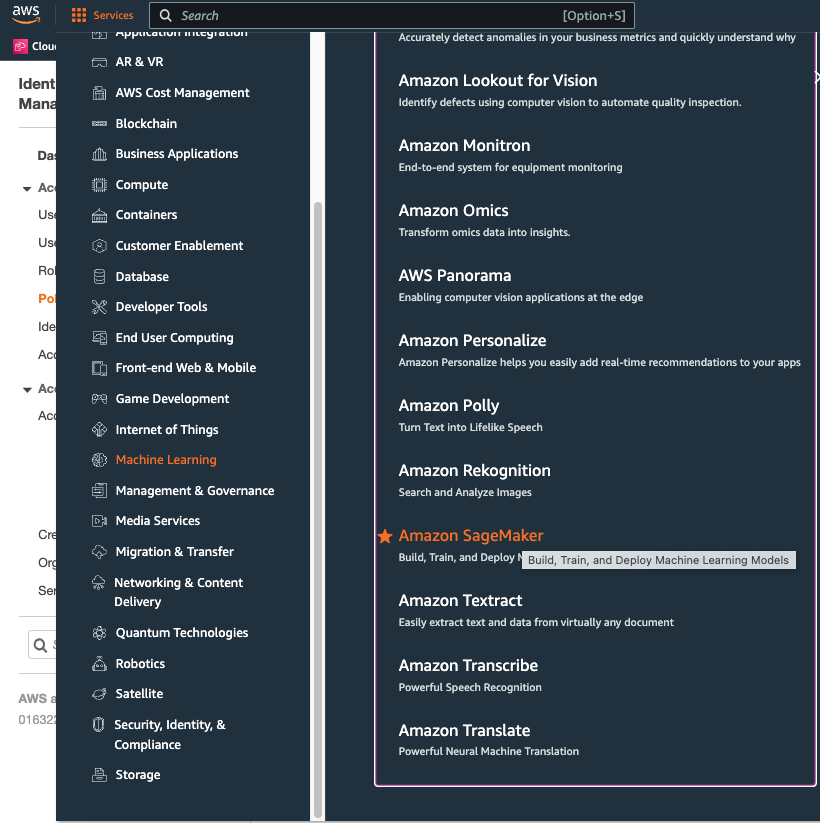 aws
Services
Search
[Option+S]
Cloud
Ident
Mana
Das
Acc
Use
Use
Rol
Pol
Ide
Acc
Acc
Acc
Cre
Org
Ser
AWS a
016322
Application Integration
AR & VR
AWS Cost Management
Blockchain
Business Applications
Compute
Containers
Customer Enablement
Database
Developer Tools
End User Computing
Front-end Web & Mobile
Game Development
Internet of Things
Machine Learning
Management & Governance
Media Services
Migration & Transfer
Networking & Content
Delivery
Quantum Technologies
Robotics
Satellite
Security, Identity, &
Compliance
Storage
Accurately detect anomalies in your business metrics and quickly understand why
Amazon Lookout for Vision
Identify defects using computer vision to automate quality inspection.
Amazon Monitron
End-to-end system for equipment monitoring
Amazon Omics
Transform omics data into insights.
AWS Panorama
Enabling computer vision applications at the edge
Amazon Personalize
Amazon Personalize helps you easily add real-time recommendations to your apps
Amazon Polly
Turn Text into Lifelike Speech
Amazon Rekognition
Search and Analyze Images
Amazon SageMaker
Build, Train, and Deploy
Build, Train, and Deploy Machine Learning Models
Amazon Textract
Easily extract text and data from virtually any document
Amazon Transcribe
Powerful Speech Recognition
Amazon Translate
Powerful Neural Machine Translation